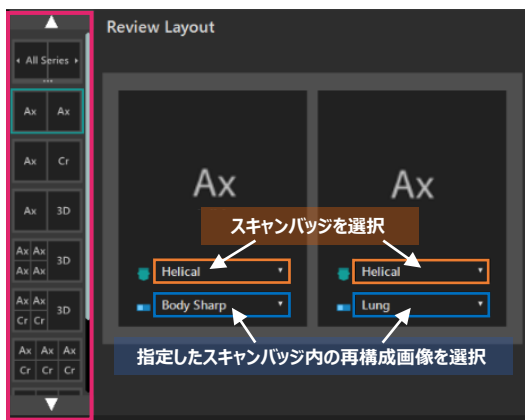 Review Layout
All Series
...
Ax Ax
Ax Cr
Ax 3D
Ax Ax
Ax Ax
3D
Ax Ax
Cr Cr
3D
Ax Ax Ax
Cr Cr Cr
Ax
Ax
スキャンバッジを選択
Helical
Helical
Body Sharp
Lung
指定したスキャンバッジ内の再構成画像を選択